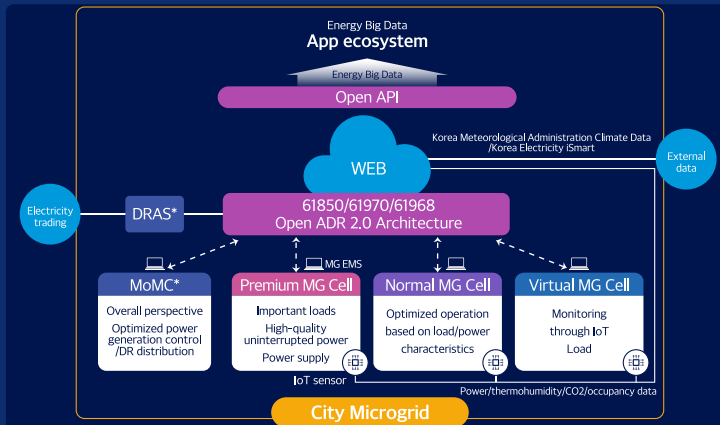 Energy Big Data
App ecosystem
Energy Big Data
Open API
WEB
Korea Meteorological Administration Climate Data
/Korea Electricity iSmart
External
data
Electricity
trading
DRAS*
61850/61970/61968
Open ADR 2.0 Architecture
MG EMS
MoMC*
Overall perspective
Optimized power
generation control
/DR distribution
Premium MG Cell
Important loads
High-quality
uninterrupted power
Power supply
Normal MG Cell
Optimized operation
based on load/power
characteristics
Virtual MG Cell
Monitoring
through IoT
Load
IoT sensor
Power/thermohumidity/CO2/occupancy data
City Microgrid